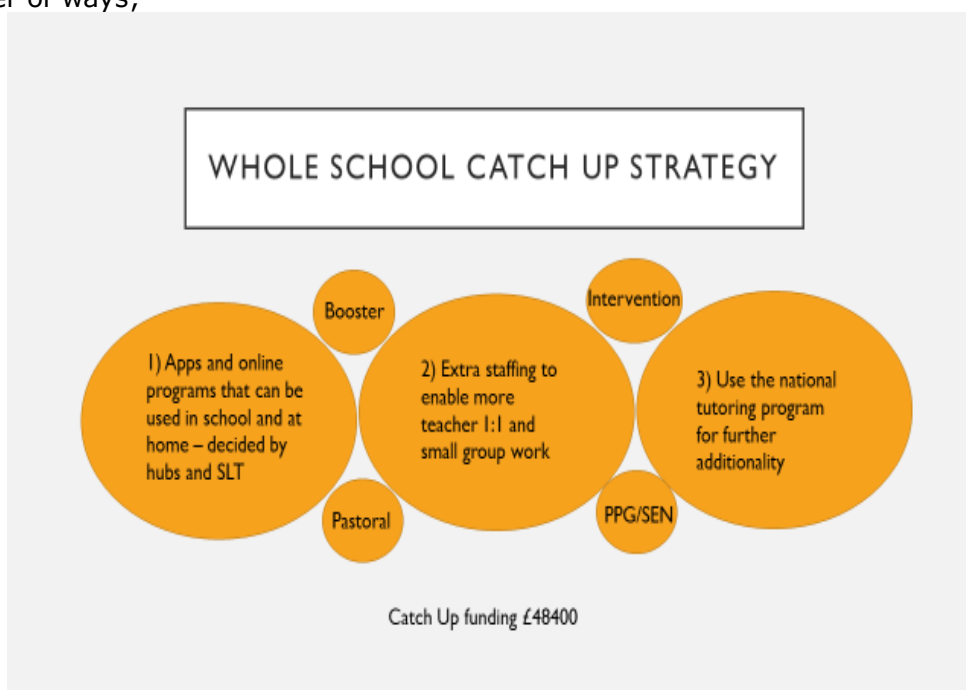 er of ways;
WHOLE SCHOOL CATCH UP STRATEGY
1) Apps and online
programs that can be
used in school and at
home – decided by
hubs and SLT
Booster
Pastoral
2) Extra staffing to
enable more
teacher 1:1 and
small group work
Intervention
PPG/SEN
3) Use the national
tutoring program
for further
additionality
Catch Up funding £48400